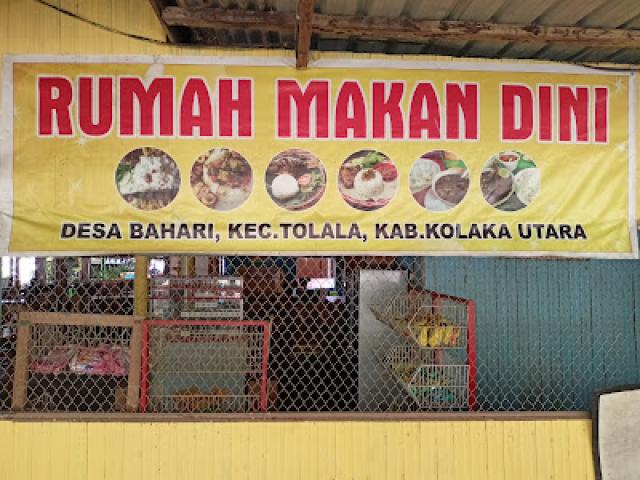 RUMAH MAKAN DINI
DESA BAHARI, KEC.TOLALA, KAB.KOLAKA UTARA